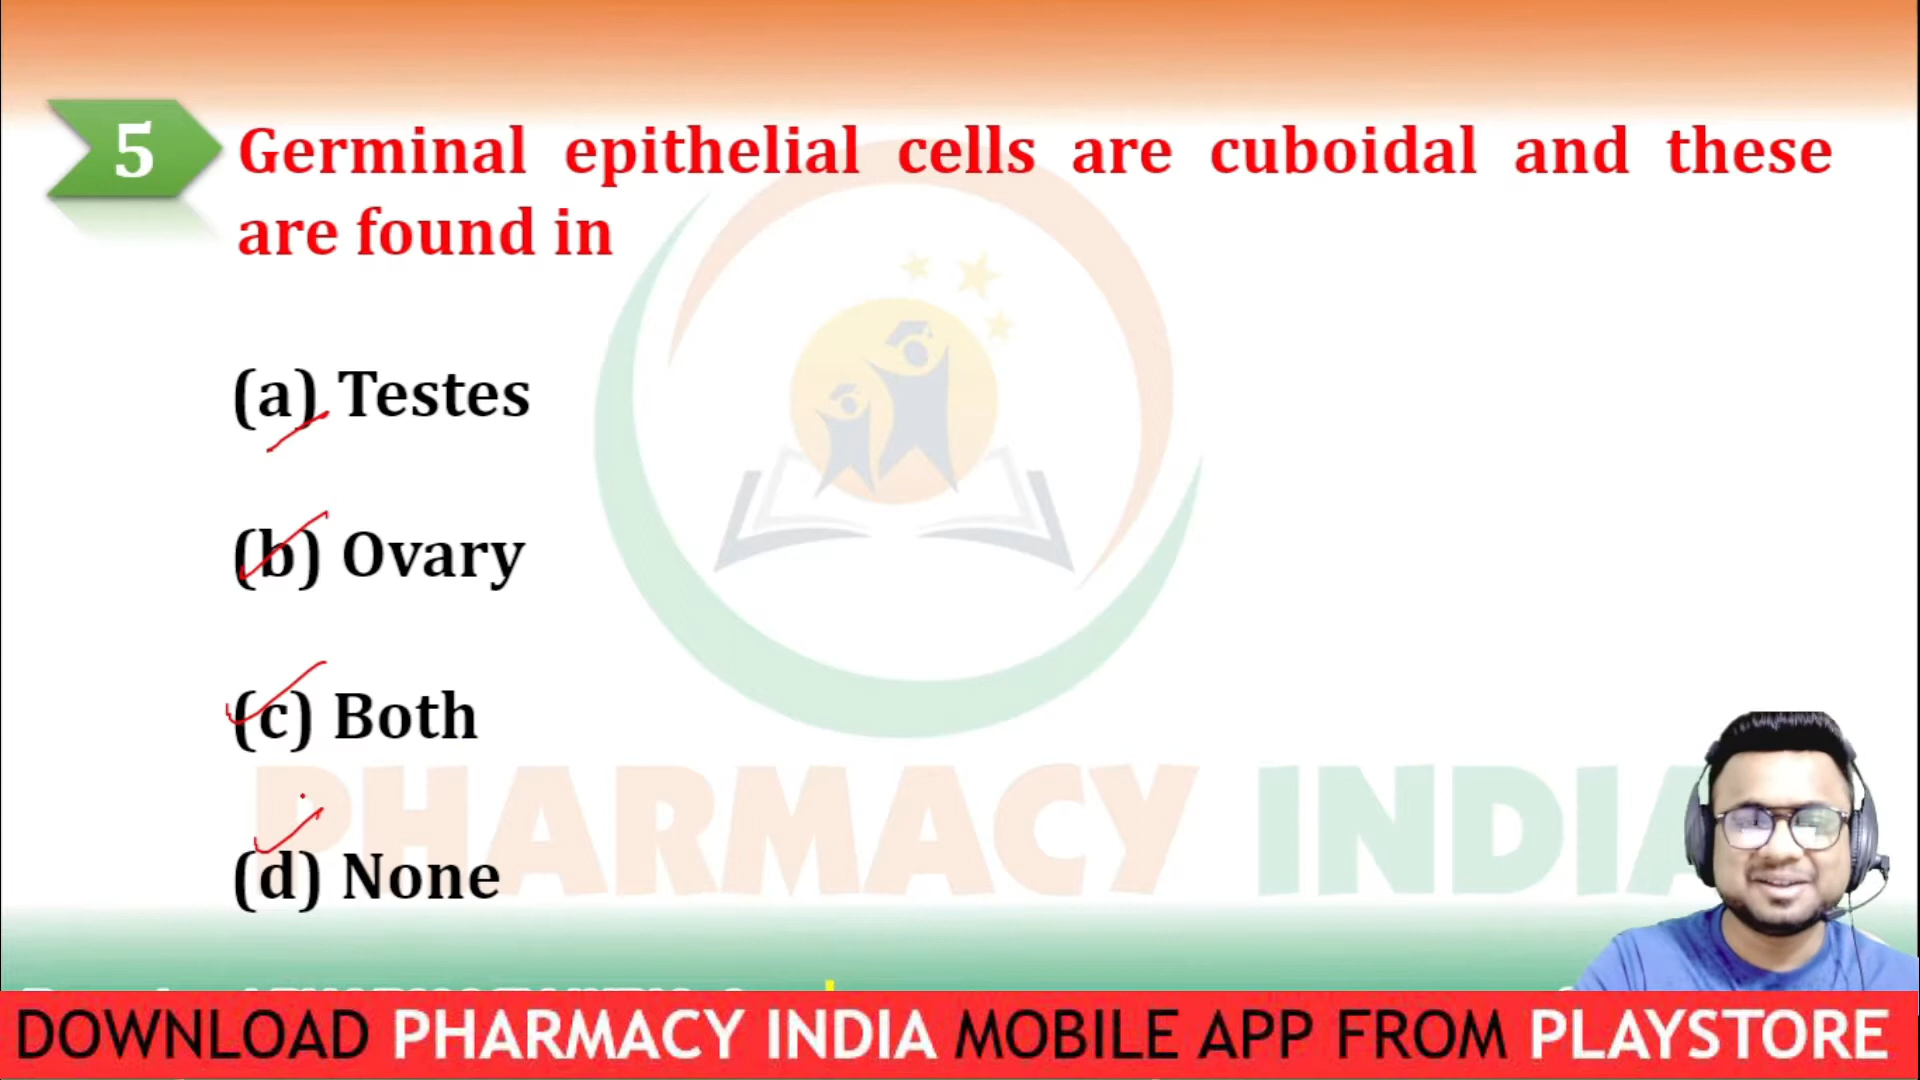 5
Germinal epithelial cells are cuboidal and these
are found in
(a) Testes
(b) Ovary
(c) Both
PHARMACY INDIA
(d) None
DOWNLOAD PHARMACY INDIA MOBILE APP FROM PLAYSTORE